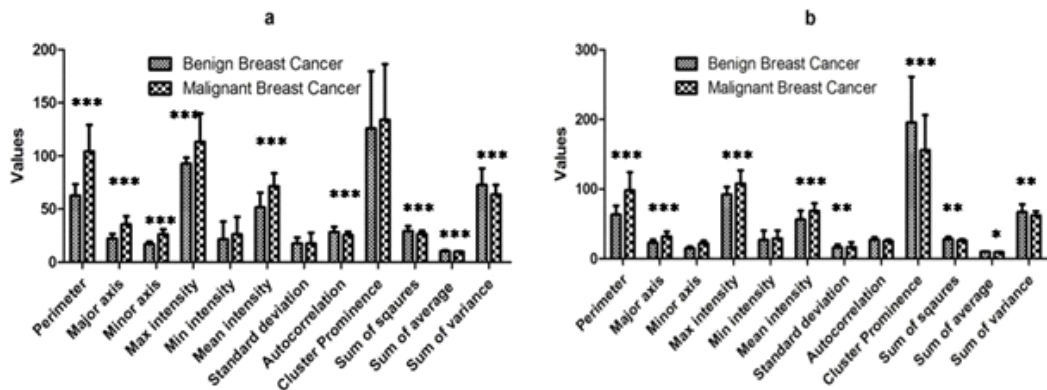 a
200
150
100
50
0
Values
Benign Breast Cancer
Malignant Breast Cancer
***
***
***
***
***
***
***
***
***
Perimeter
Major axis
Minor axis
Max intensity
Min intensity
Mean intensity
Standard deviation
Autocorrelation
Cluster Prominence
Sum of sqaures
Sum of average
Sum of variance
b
300
200
100
0
Values
Benign Breast Cancer
Malignant Breast Cancer
***
***
***
***
**
***
**
*
**
Perimeter
Major axis
Minor axis
Max intensity
Min intensity
Mean intensity
Standard deviation
Autocorrelation
Cluster Prominence
Sum of sqaures
Sum of average
Sum of variance